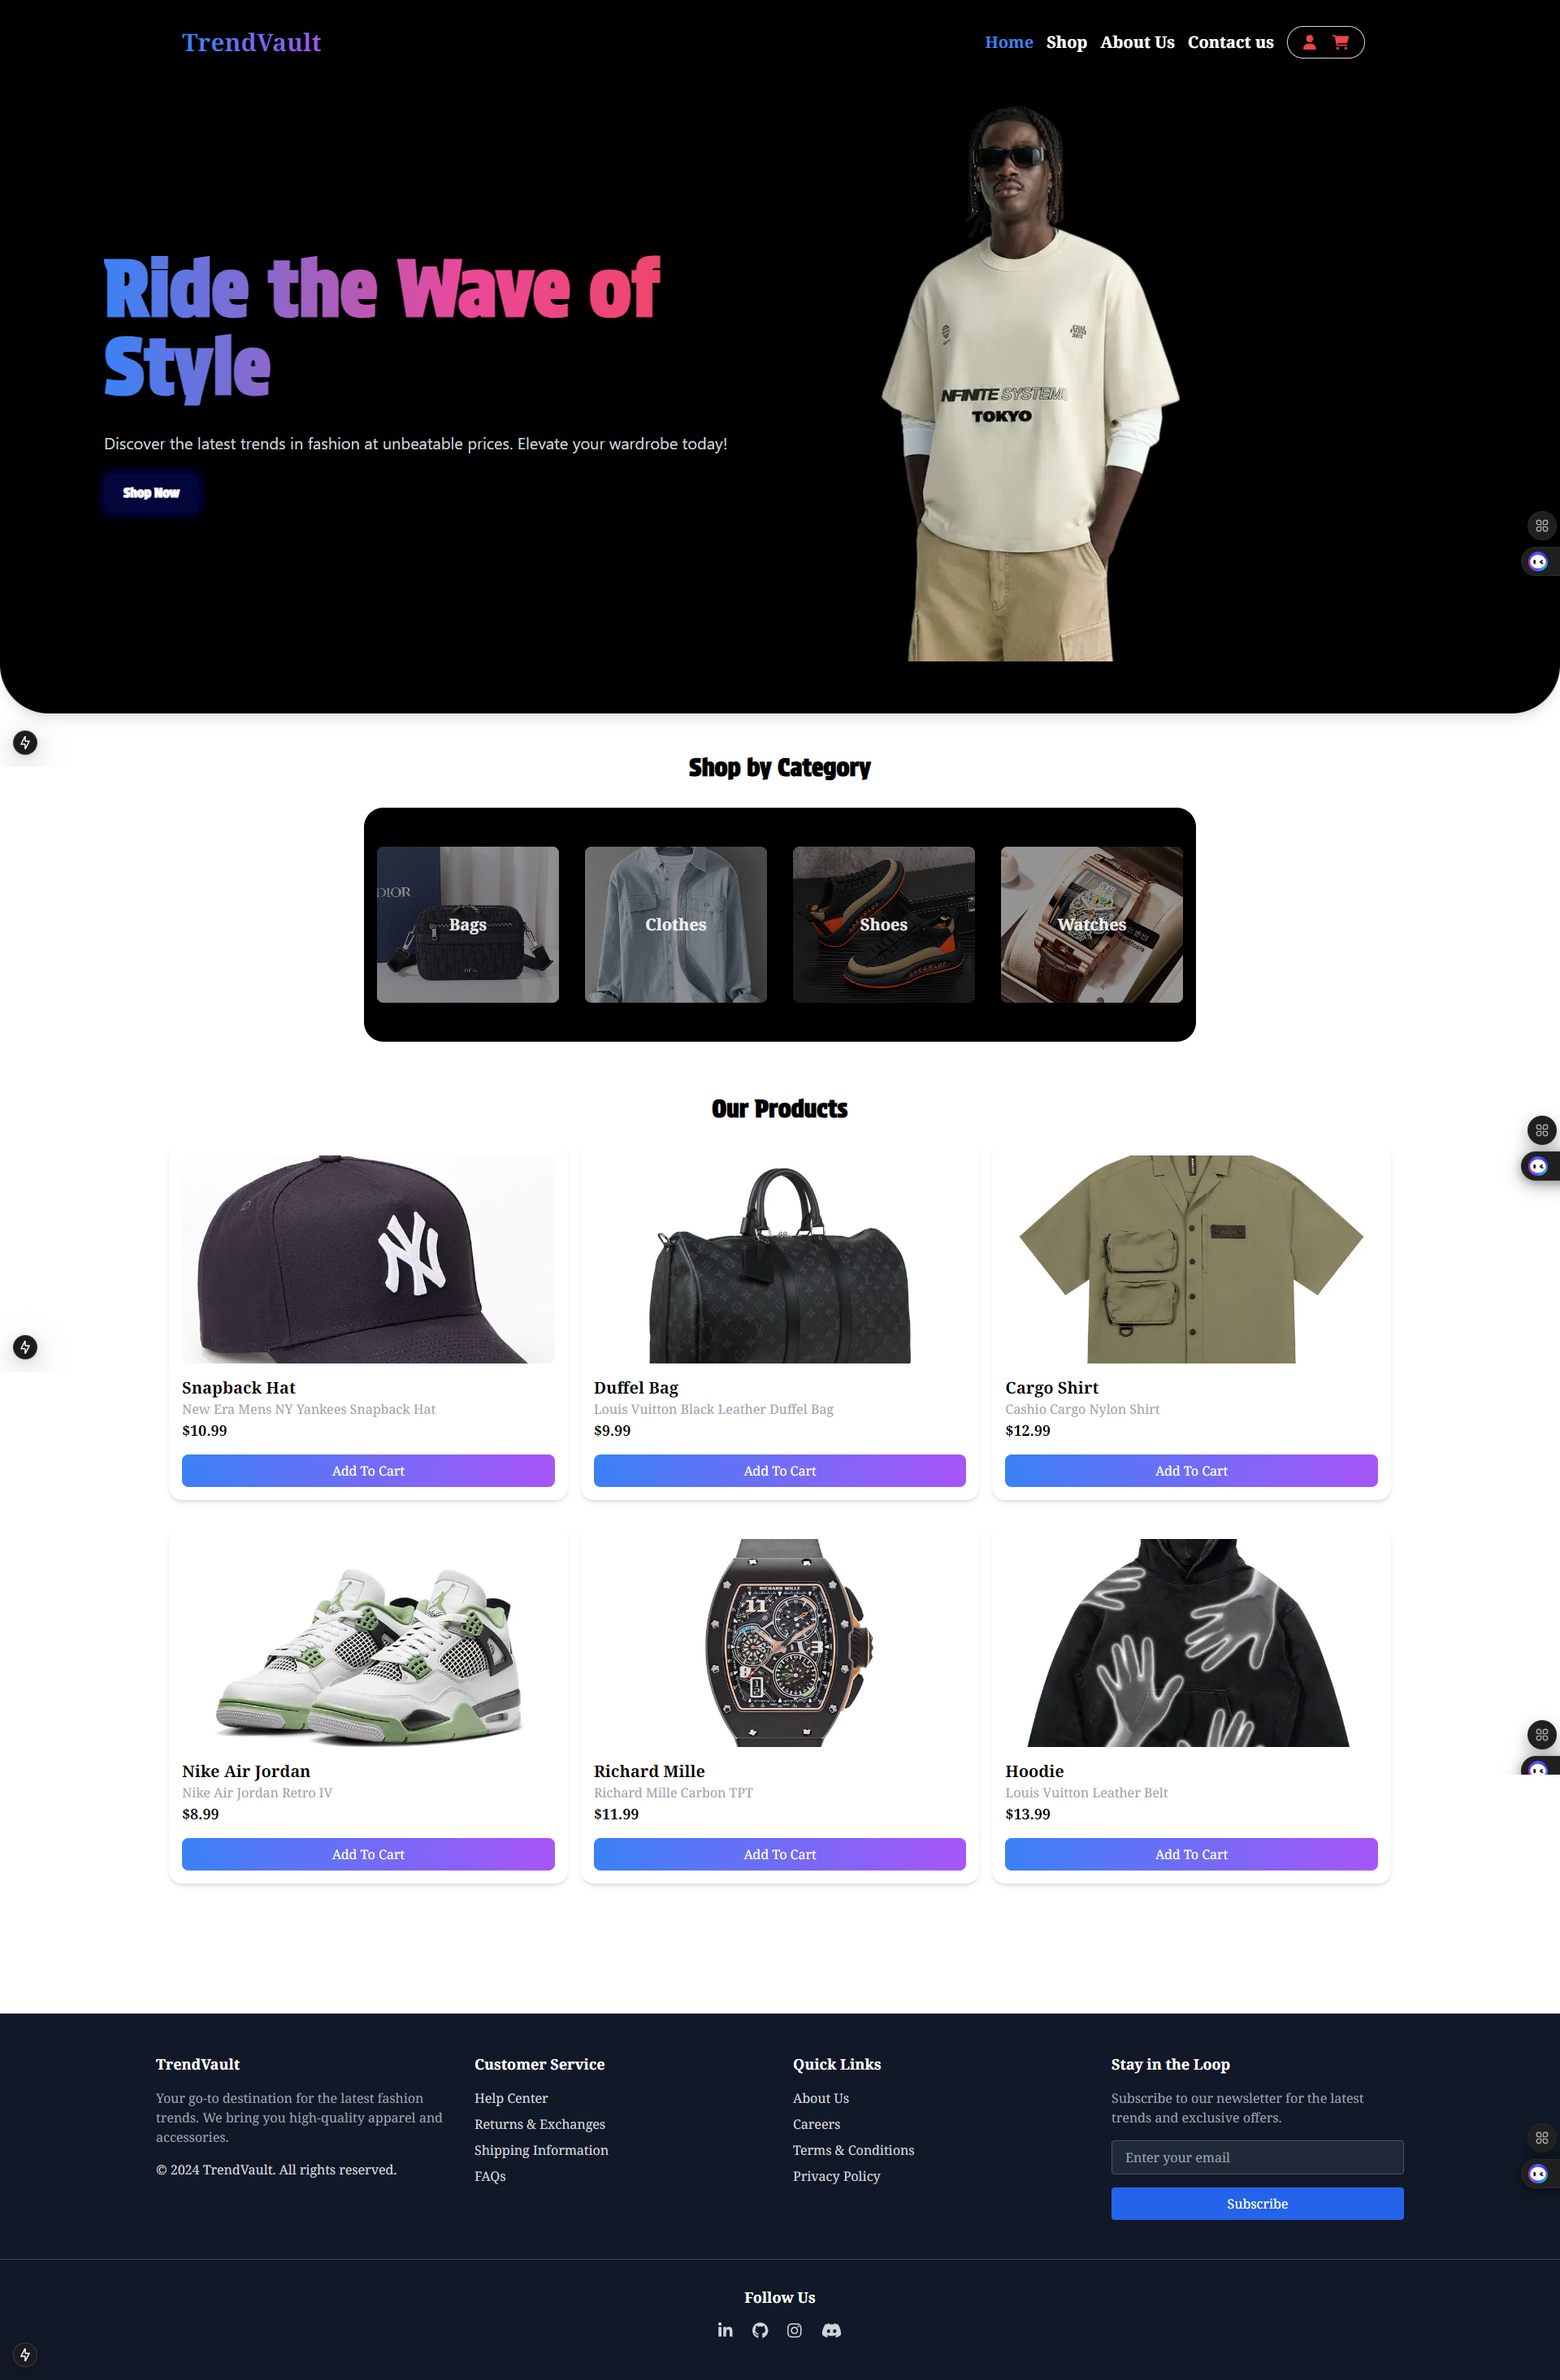 TrendVault
Home Shop About Us Contact us
Ride the Wave of
Style
Discover the latest trends in fashion at unbeatable prices. Elevate your wardrobe today!
Shop Now
NFINITE SYSTEM
TOKYO
Shop by Category
DIOR
Bags
Clothes
Shoes
Watches
Our Products
NY
Snapback Hat
New Era Mens NY Yankees Snapback Hat
$10.99
Add To Cart
Duffel Bag
Louis Vuitton Black Leather Duffel Bag
$9.99
Add To Cart
Cargo Shirt
Cashio Cargo Nylon Shirt
$12.99
Add To Cart
Nike Air Jordan
Nike Air Jordan Retro IV
$8.99
Add To Cart
RICHARD MILLE
11
3
8
Richard Mille
Richard Mille Carbon TPT
$11.99
Add To Cart
Hoodie
Louis Vuitton Leather Belt
$13.99
Add To Cart
TrendVault
Your go-to destination for the latest fashion
trends. We bring you high-quality apparel and
accessories.
© 2024 TrendVault. All rights reserved.
Customer Service
Help Center
Returns & Exchanges
Shipping Information
FAQs
Quick Links
About Us
Careers
Terms & Conditions
Privacy Policy
Stay in the Loop
Subscribe to our newsletter for the latest
trends and exclusive offers.
Enter your email
Subscribe
Follow Us